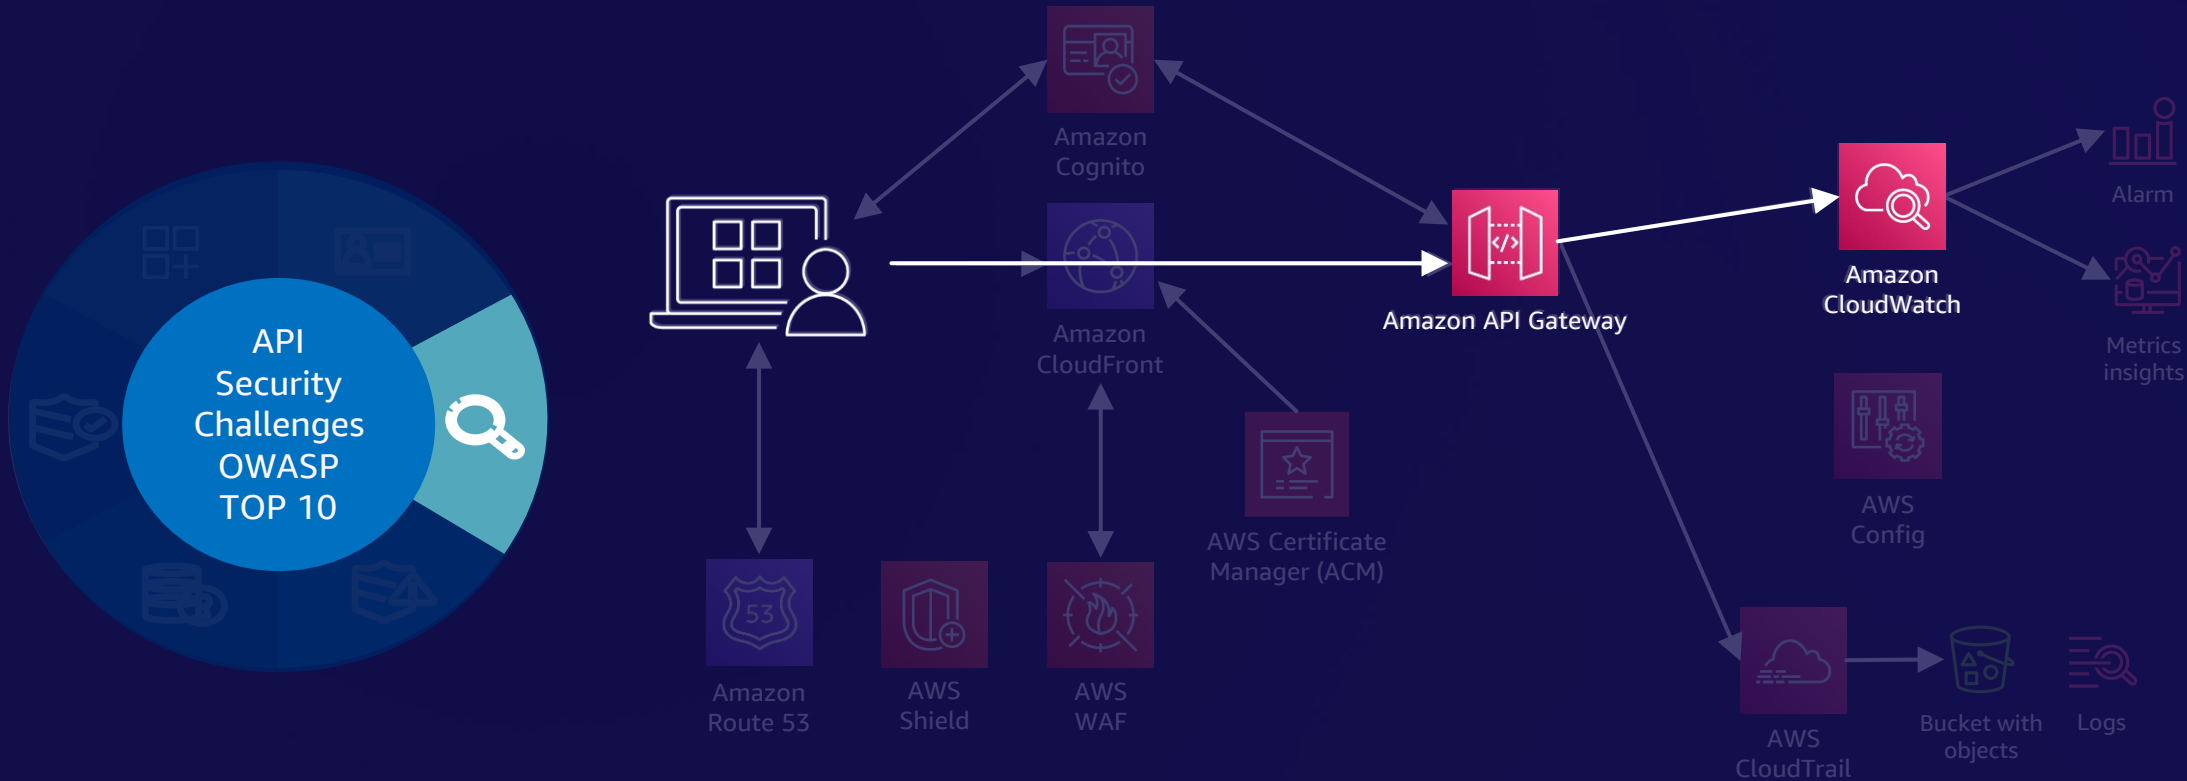 API
Security
Challenges
OWASP
TOP 10
Amazon
Cognito
Amazon
CloudFront
Amazon API Gateway
Amazon
CloudWatch
Alarm
Metrics
insights
AWS
Config
AWS Certificate
Manager (ACM)
53
Amazon
Route 53
AWS
Shield
AWS
WAF
AWS
CloudTrail
Bucket with
objects
Logs